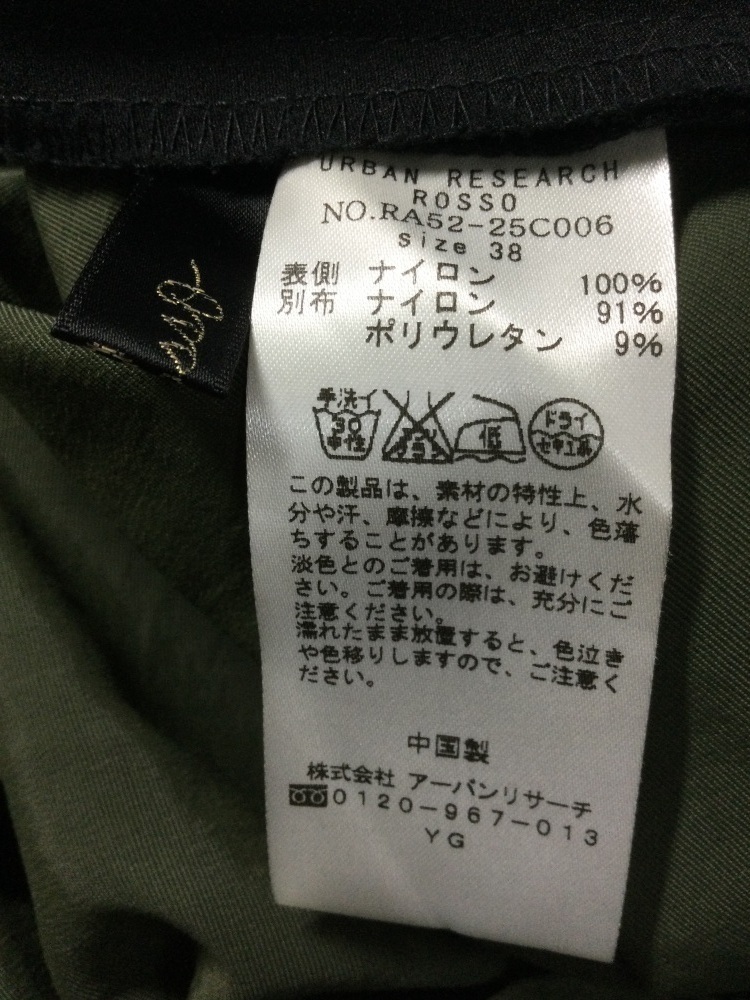 URBAN RESEARCH
ROSSO
NO.RA52-25C006
size 38
表側 ナイロン 100%
別布 ナイロン 91%
ポリウレタン 9%
手洗イ
30
中性
低
ドライ
セキユ系
この製品は、素材の特性上、水
分や汗、摩擦などにより、色落
ちすることがあります。
淡色とのご着用は、お避けくだ
さい。ご着用の際は、充分にご
注意ください。
濡れたまま放置すると、色泣き
や色移りしますので、ご注意く
ださい。
中国製
株式会社 アーバンリサーチ
0120-967-013
YG